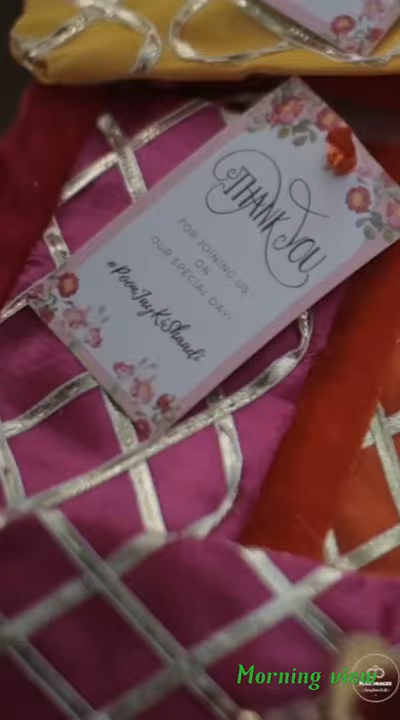 THANK YOU
FOR JOINING US
ON
OUR SPECIAL DAY.
#PoonJayKiShaadi
Morning view